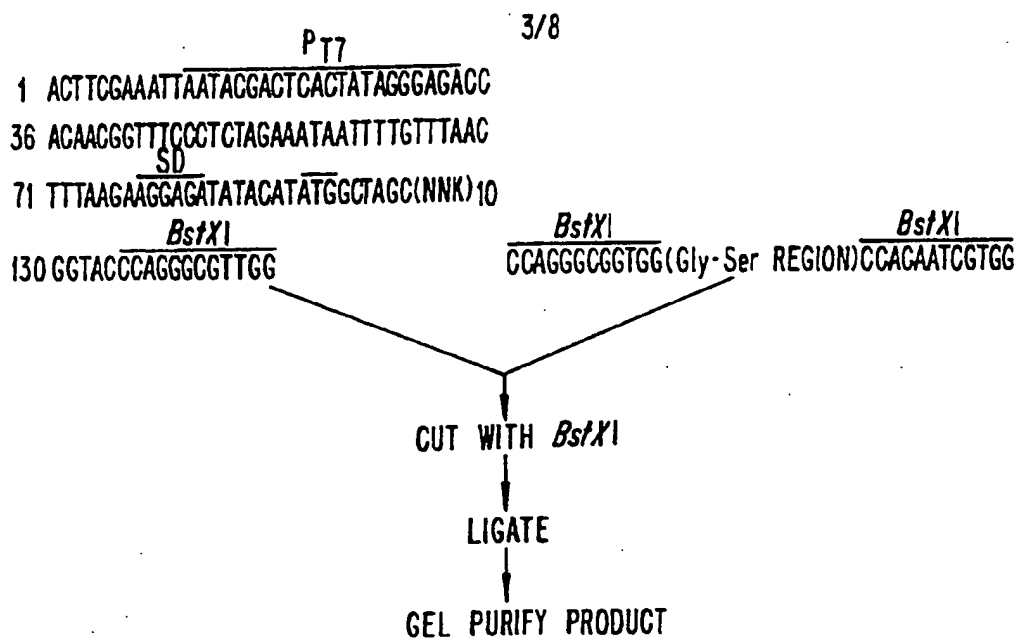 3/8
PT7
1 ACTTCGAAATTAATACGACTCACTATAGGGAGACC
36 ACAACGGTTTCCCTCTAGAAATAATTTTGTTTAAC
SD
71 TTTAAGAAGGAGATATACATATGGCTAGC(NNK)10
BstXI BstXI BstXI
130 GGTACCCAGGGCGTTGG CCAGGGCGGTGG(Gly-Ser REGION)CCACAATCGTGG
CUT WITH BstXI
LIGATE
GEL PURIFY PRODUCT